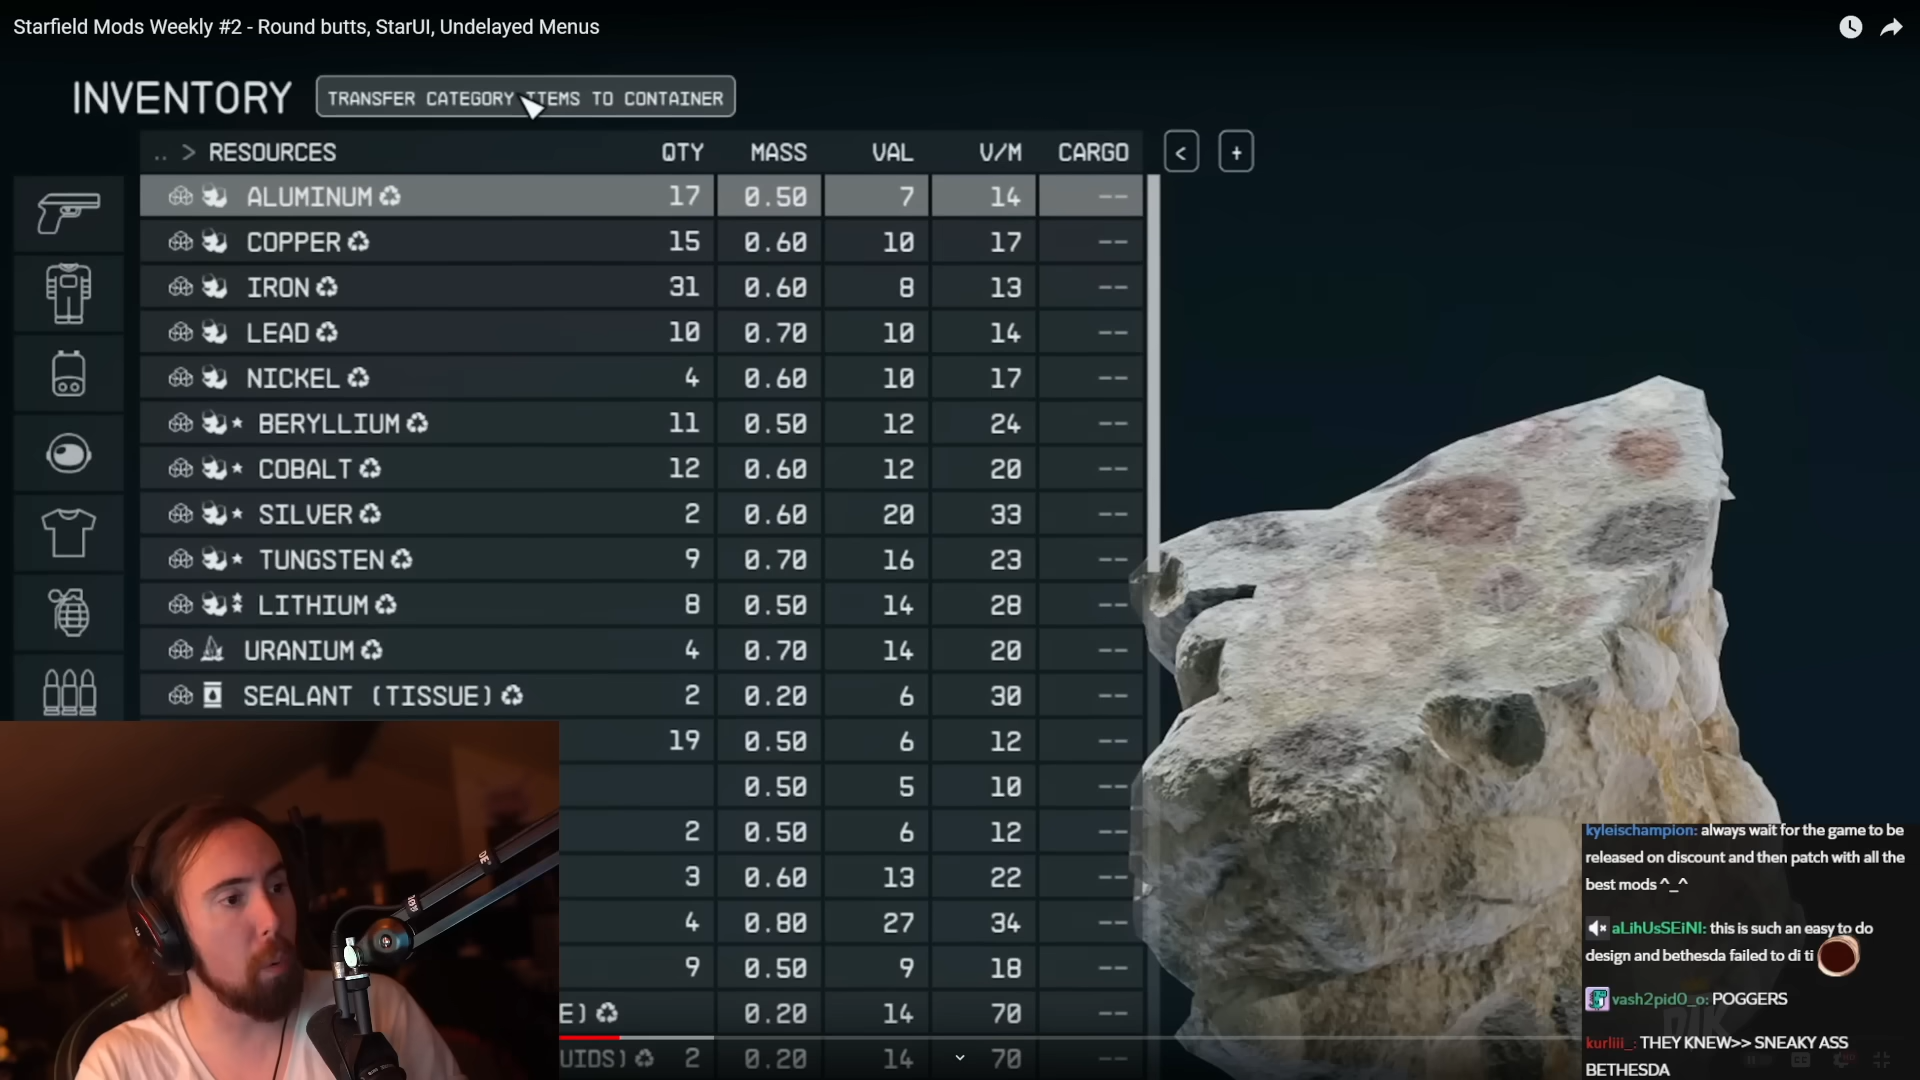 Starfield Mods Weekly #2 - Round butts, StarUI, Undelayed Menus
INVENTORY
TRANSFER CATEGORY ITEMS TO CONTAINER
.. > RESOURCES QTY MASS VAL V/M CARGO < +
ALUMINUM 17 0.50 7 14 --
COPPER 15 0.60 10 17 --
IRON 31 0.60 8 13 --
LEAD 10 0.70 10 14 --
NICKEL 4 0.60 10 17 --
BERYLLIUM 11 0.50 12 24 --
COBALT 12 0.60 12 20 --
SILVER 2 0.60 20 33 --
TUNGSTEN 9 0.70 16 23 --
LITHIUM 8 0.50 14 28 --
URANIUM 4 0.70 14 20 --
SEALANT (TISSUE) 2 0.20 6 30 --
19 0.50 6 12 --
0.50 5 10 --
2 0.50 6 12 --
3 0.60 13 22 --
4 0.80 27 34 --
9 0.50 9 18 --
E) 0.20 14 70 --
UIDS) 2 0.20 14 70 --
kyleischampion: always wait for the game to be
released on discount and then patch with all the
best mods ^_^
aLihUsSEiNI: this is such an easy to do
design and bethesda failed to di ti
vash2pid0_o: POGGERS
kurliii_: THEY KNEW>> SNEAKY ASS
BETHESDA